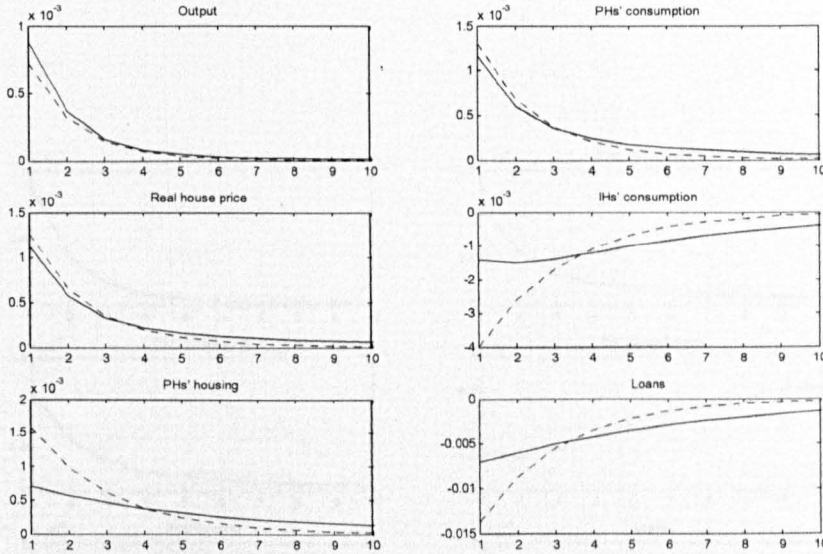 Output
x 10⁻³
1
0.5
0
1 2 3 4 5 6 7 8 9 10
PHs' consumption
x 10⁻³
1.5
1
0.5
0
1 2 3 4 5 6 7 8 9 10
Real house price
x 10⁻³
1.5
1
0.5
0
1 2 3 4 5 6 7 8 9 10
IHs' consumption
x 10⁻³
0
-1
-2
-3
-4
1 2 3 4 5 6 7 8 9 10
PHs' housing
x 10⁻³
2
1.5
1
0.5
0
1 2 3 4 5 6 7 8 9 10
Loans
0
-0.005
-0.01
-0.015
1 2 3 4 5 6 7 8 9 10